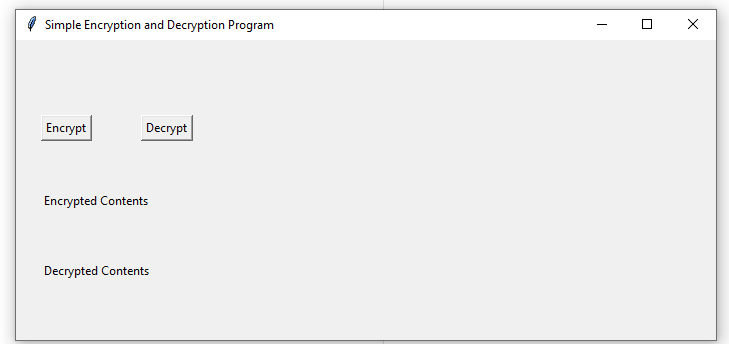 Simple Encryption and Decryption Program
Encrypt Decrypt
Encrypted Contents
Decrypted Contents